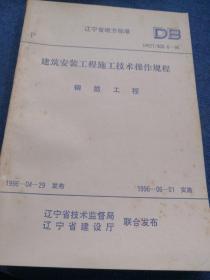 辽宁省地方标准
P
DB
建筑安装工程施工技术操作规程
钢筋工程
1996-04-29 发布
1996-06-01 实施
辽宁省技术监督局
辽宁省建设厅
联合发布